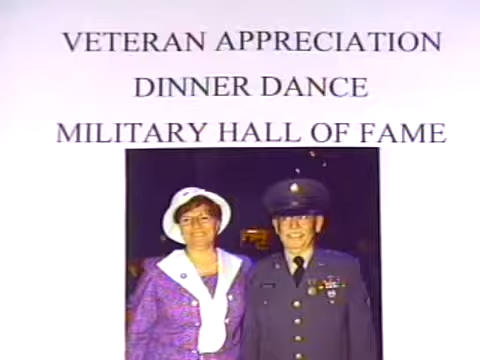 VETERAN APPRECIATION
DINNER DANCE
MILITARY HALL OF FAME